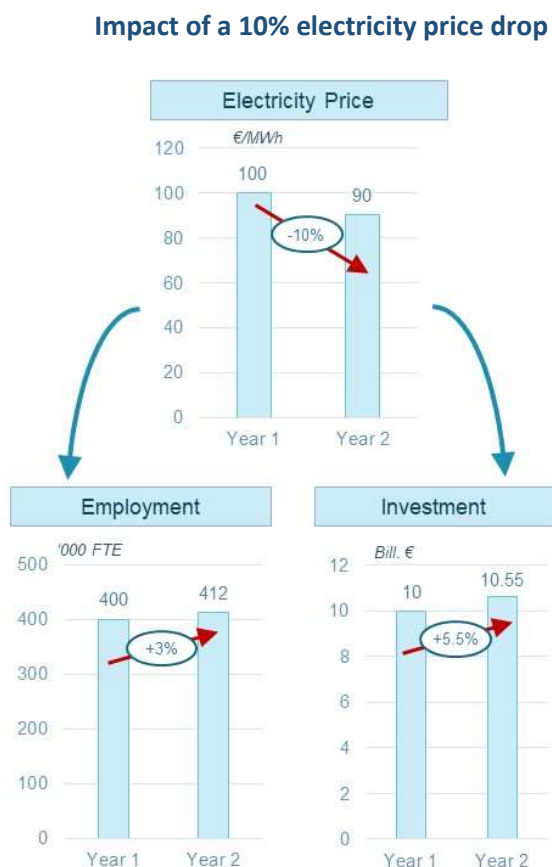 Impact of a 10% electricity price drop
Electricity Price
€/MWh
120
100
80
60
40
20
0
100
90
-10%
Year 1
Year 2
Employment
'000 FTE
500
400
300
200
100
0
400
412
+3%
Year 1
Year 2
Investment
Bill. €
12
10
8
6
4
2
0
10
10.55
+5.5%
Year 1
Year 2